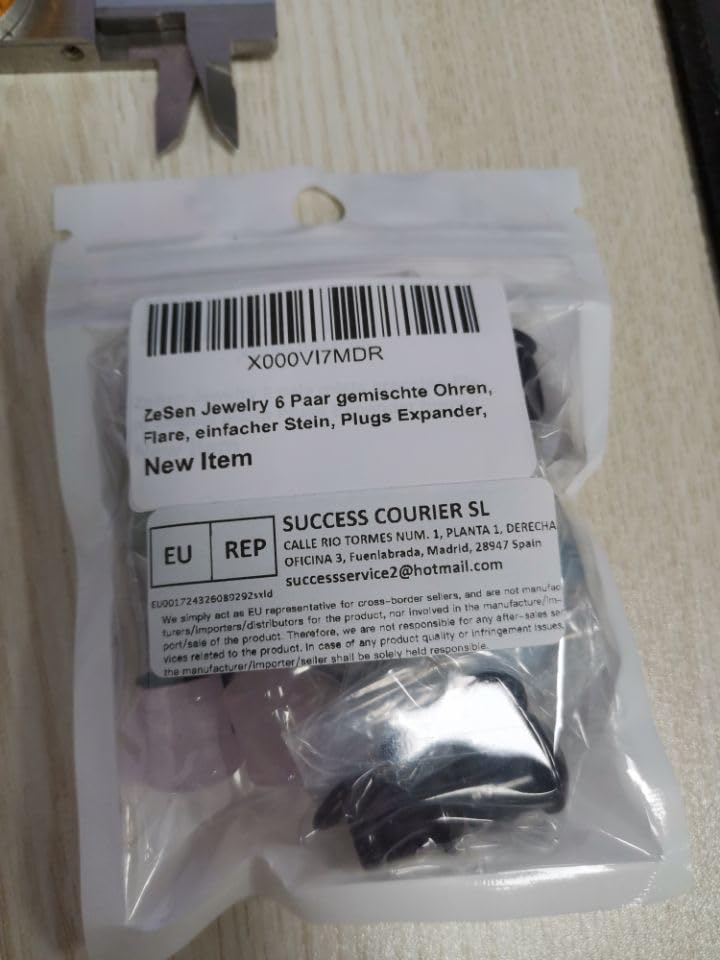 X000VI7MDR
ZeSen Jewelry 6 Paar gemischte Ohren,
Flare, einfacher Stein, Plugs Expander,
New Item
EU REP
SUCCESS COURIER SL
CALLE RIO TORMES NUM. 1, PLANTA 1, DERECHA
OFICINA 3, Fuenlabrada, Madrid, 28947 Spain
successservice2@hotmail.com
EU001724326089292sxld
We simply act as EU representative for cross-border sellers, and are not manufac-
turers/importers/distributors for the product, nor involved in the manufacture/im-
port/sale of the product. Therefore, we are not responsible for any after-sales ser
vices related to the product. In case of any product quality or infringement issues,
the manufacturer/importer/seller shall be solely held responsible.